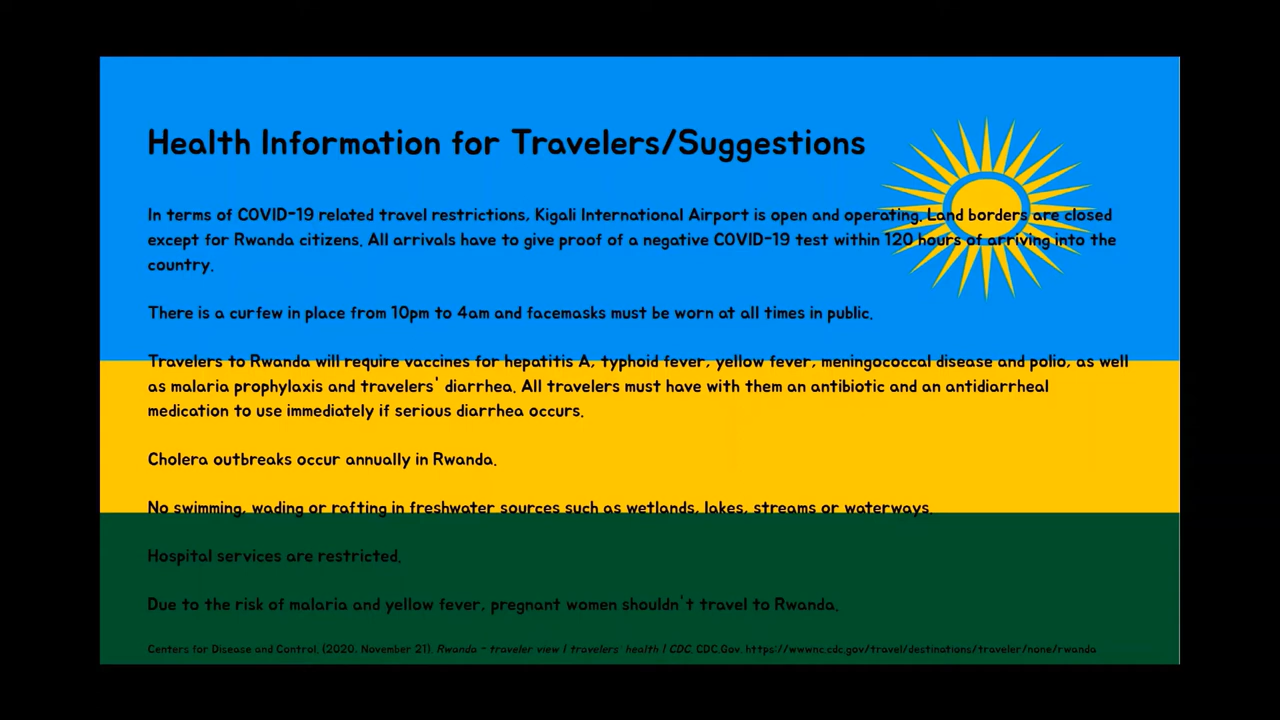 Health Information for Travelers/Suggestions
In terms of COVID-19 related travel restrictions, Kigali International Airport is open and operating. Land borders are closed
except for Rwanda citizens. All arrivals have to give proof of a negative COVID-19 test within 120 hours of arriving into the
country.
There is a curfew in place from 10pm to 4am and facemasks must be worn at all times in public.
Travelers to Rwanda will require vaccines for hepatitis A, typhoid fever, yellow fever, meningococcal disease and polio, as well
as malaria prophylaxis and travelers' diarrhea. All travelers must have with them an antibiotic and an antidiarrheal
medication to use immediately if serious diarrhea occurs.
Cholera outbreaks occur annually in Rwanda.
No swimming, wading or rafting in freshwater sources such as wetlands, lakes, streams or waterways.
Hospital services are restricted.
Due to the risk of malaria and yellow fever, pregnant women shouldn't travel to Rwanda.
Centers for Disease and Control. (2020, November 21). Rwanda - traveler view | travelers' health | CDC. CDC.Gov. https://wwwnc.cdc.gov/travel/destinations/traveler/none/rwanda